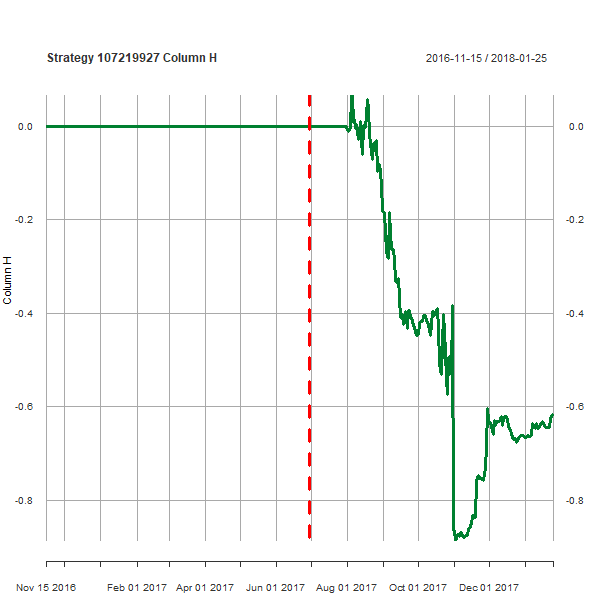 Strategy 107219927 Column H
2016-11-15 / 2018-01-25
0.0
0.0
-0.2
-0.2
-0.4
-0.4
-0.6
-0.6
-0.8
-0.8
Column H
Nov 15 2016
Feb 01 2017
Apr 01 2017
Jun 01 2017
Aug 01 2017
Oct 01 2017
Dec 01 2017